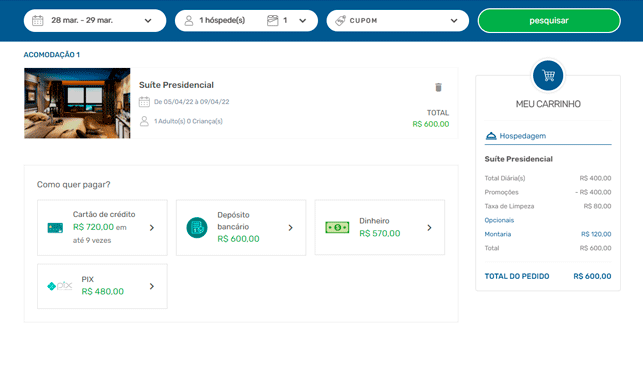 28 mar. - 29 mar.
1 hóspede(s)
1
CUPOM
pesquisar
ACOMODAÇÃO 1
Suíte Presidencial
De 05/04/22 à 09/04/22
1 Adulto(s) 0 Criança(s)
TOTAL
R$ 600,00
Como quer pagar?
Cartão de crédito
R$ 720,00 em
até 9 vezes
Depósito
bancário
R$ 600,00
Dinheiro
R$ 570,00
pix
PIX
R$ 480,00
MEU CARRINHO
Hospedagem
Suíte Presidencial
Total Diária(s) R$ 400,00
Promoções - R$ 400,00
Taxa de Limpeza R$ 80,00
Opcionais
Montaria R$ 120,00
Total R$ 600,00
TOTAL DO PEDIDO R$ 600,00